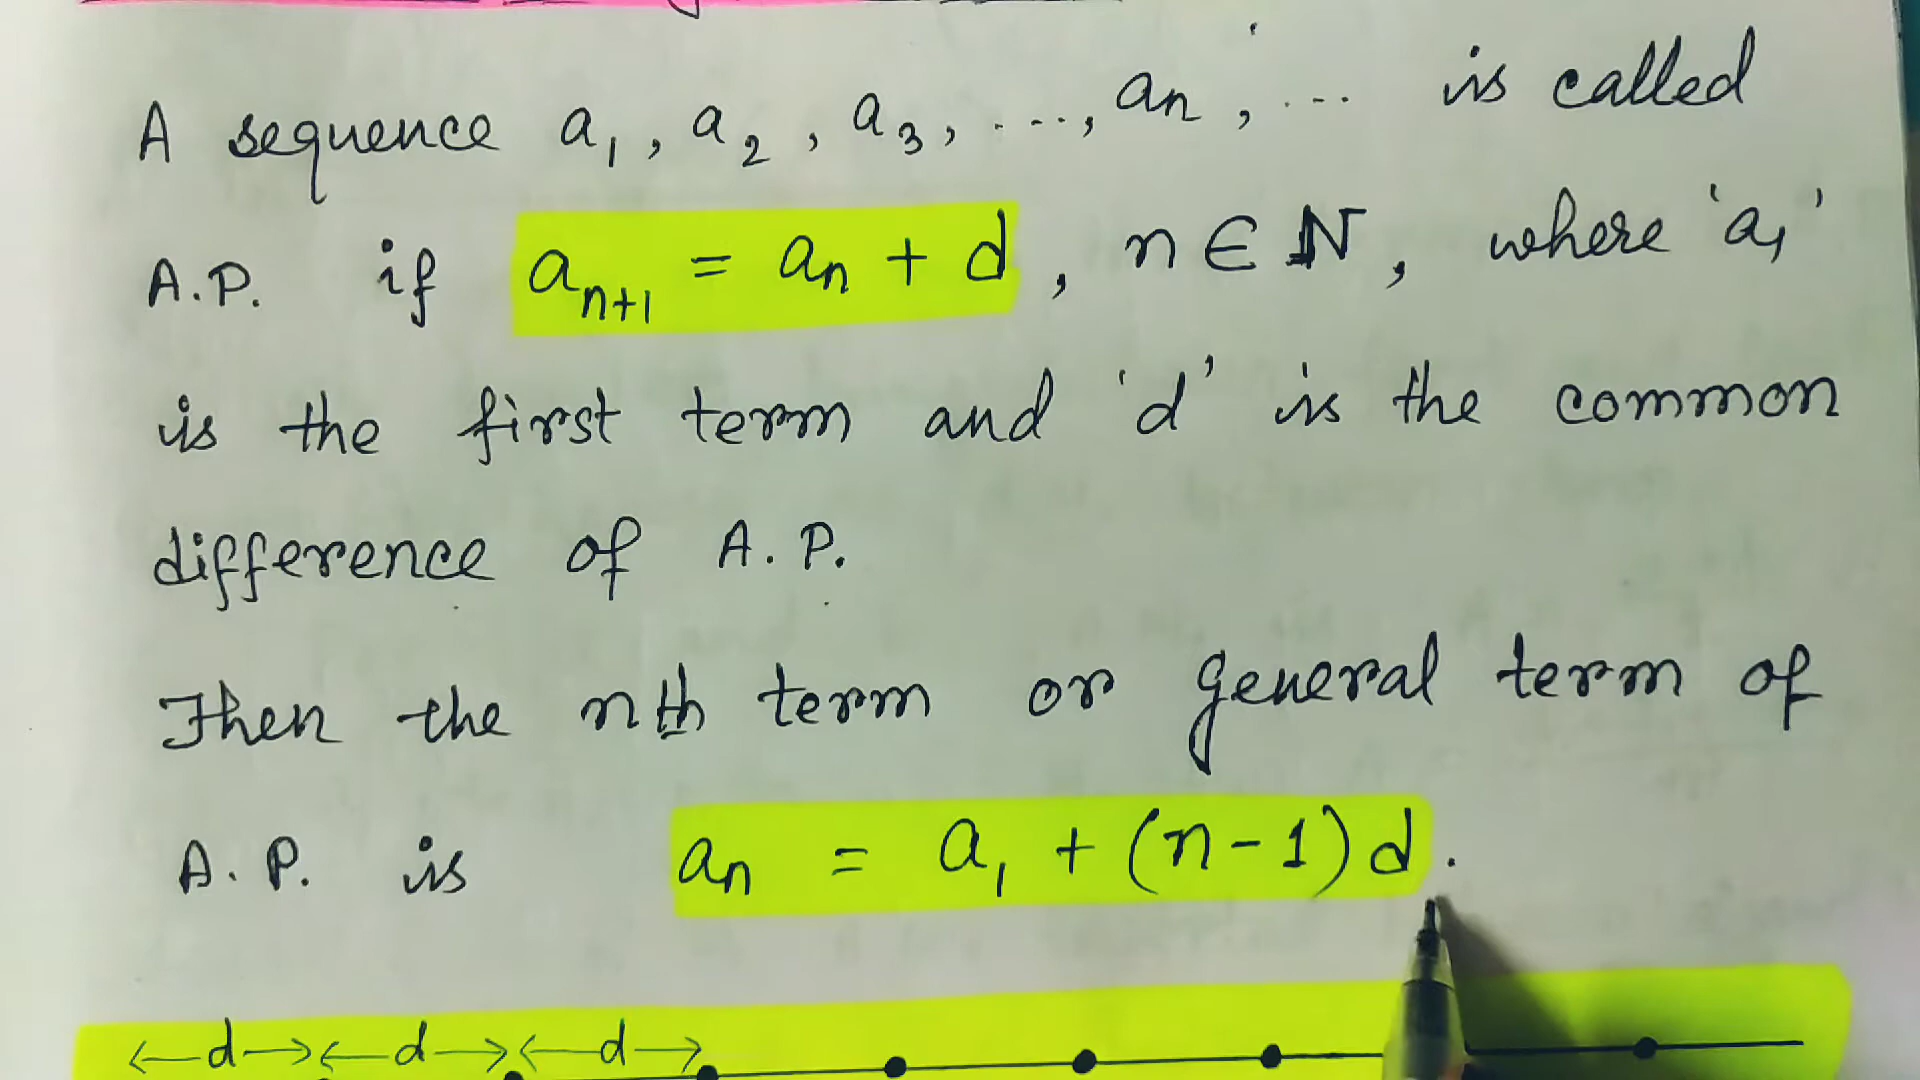 A sequence a₁, a₂, a₃, ..., aₙ, ... is called
A.P. if aₙ₊₁ = aₙ + d, n ∈ N, where 'a₁'
is the first term and 'd' is the common
difference of A.P.
Then the nth term or general term of
A.P. is aₙ = a₁ + (n-1)d.
←d→←d→←d→